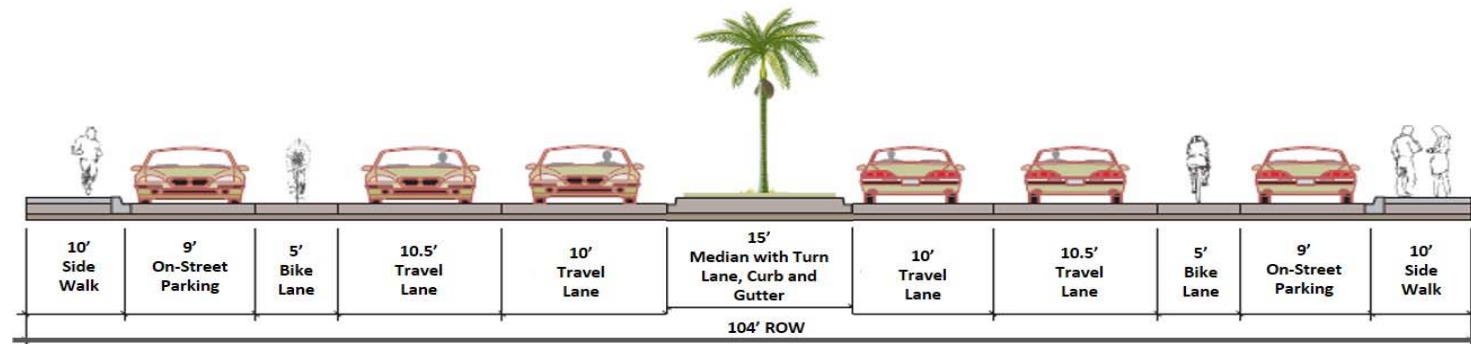 10’
Side
Walk
9’
On-Street
Parking
5’
Bike
Lane
10.5’
Travel
Lane
10’
Travel
Lane
15’
Median with Turn
Lane, Curb and
Gutter
10’
Travel
Lane
10.5’
Travel
Lane
5’
Bike
Lane
9’
On-Street
Parking
10’
Side
Walk
104’ ROW